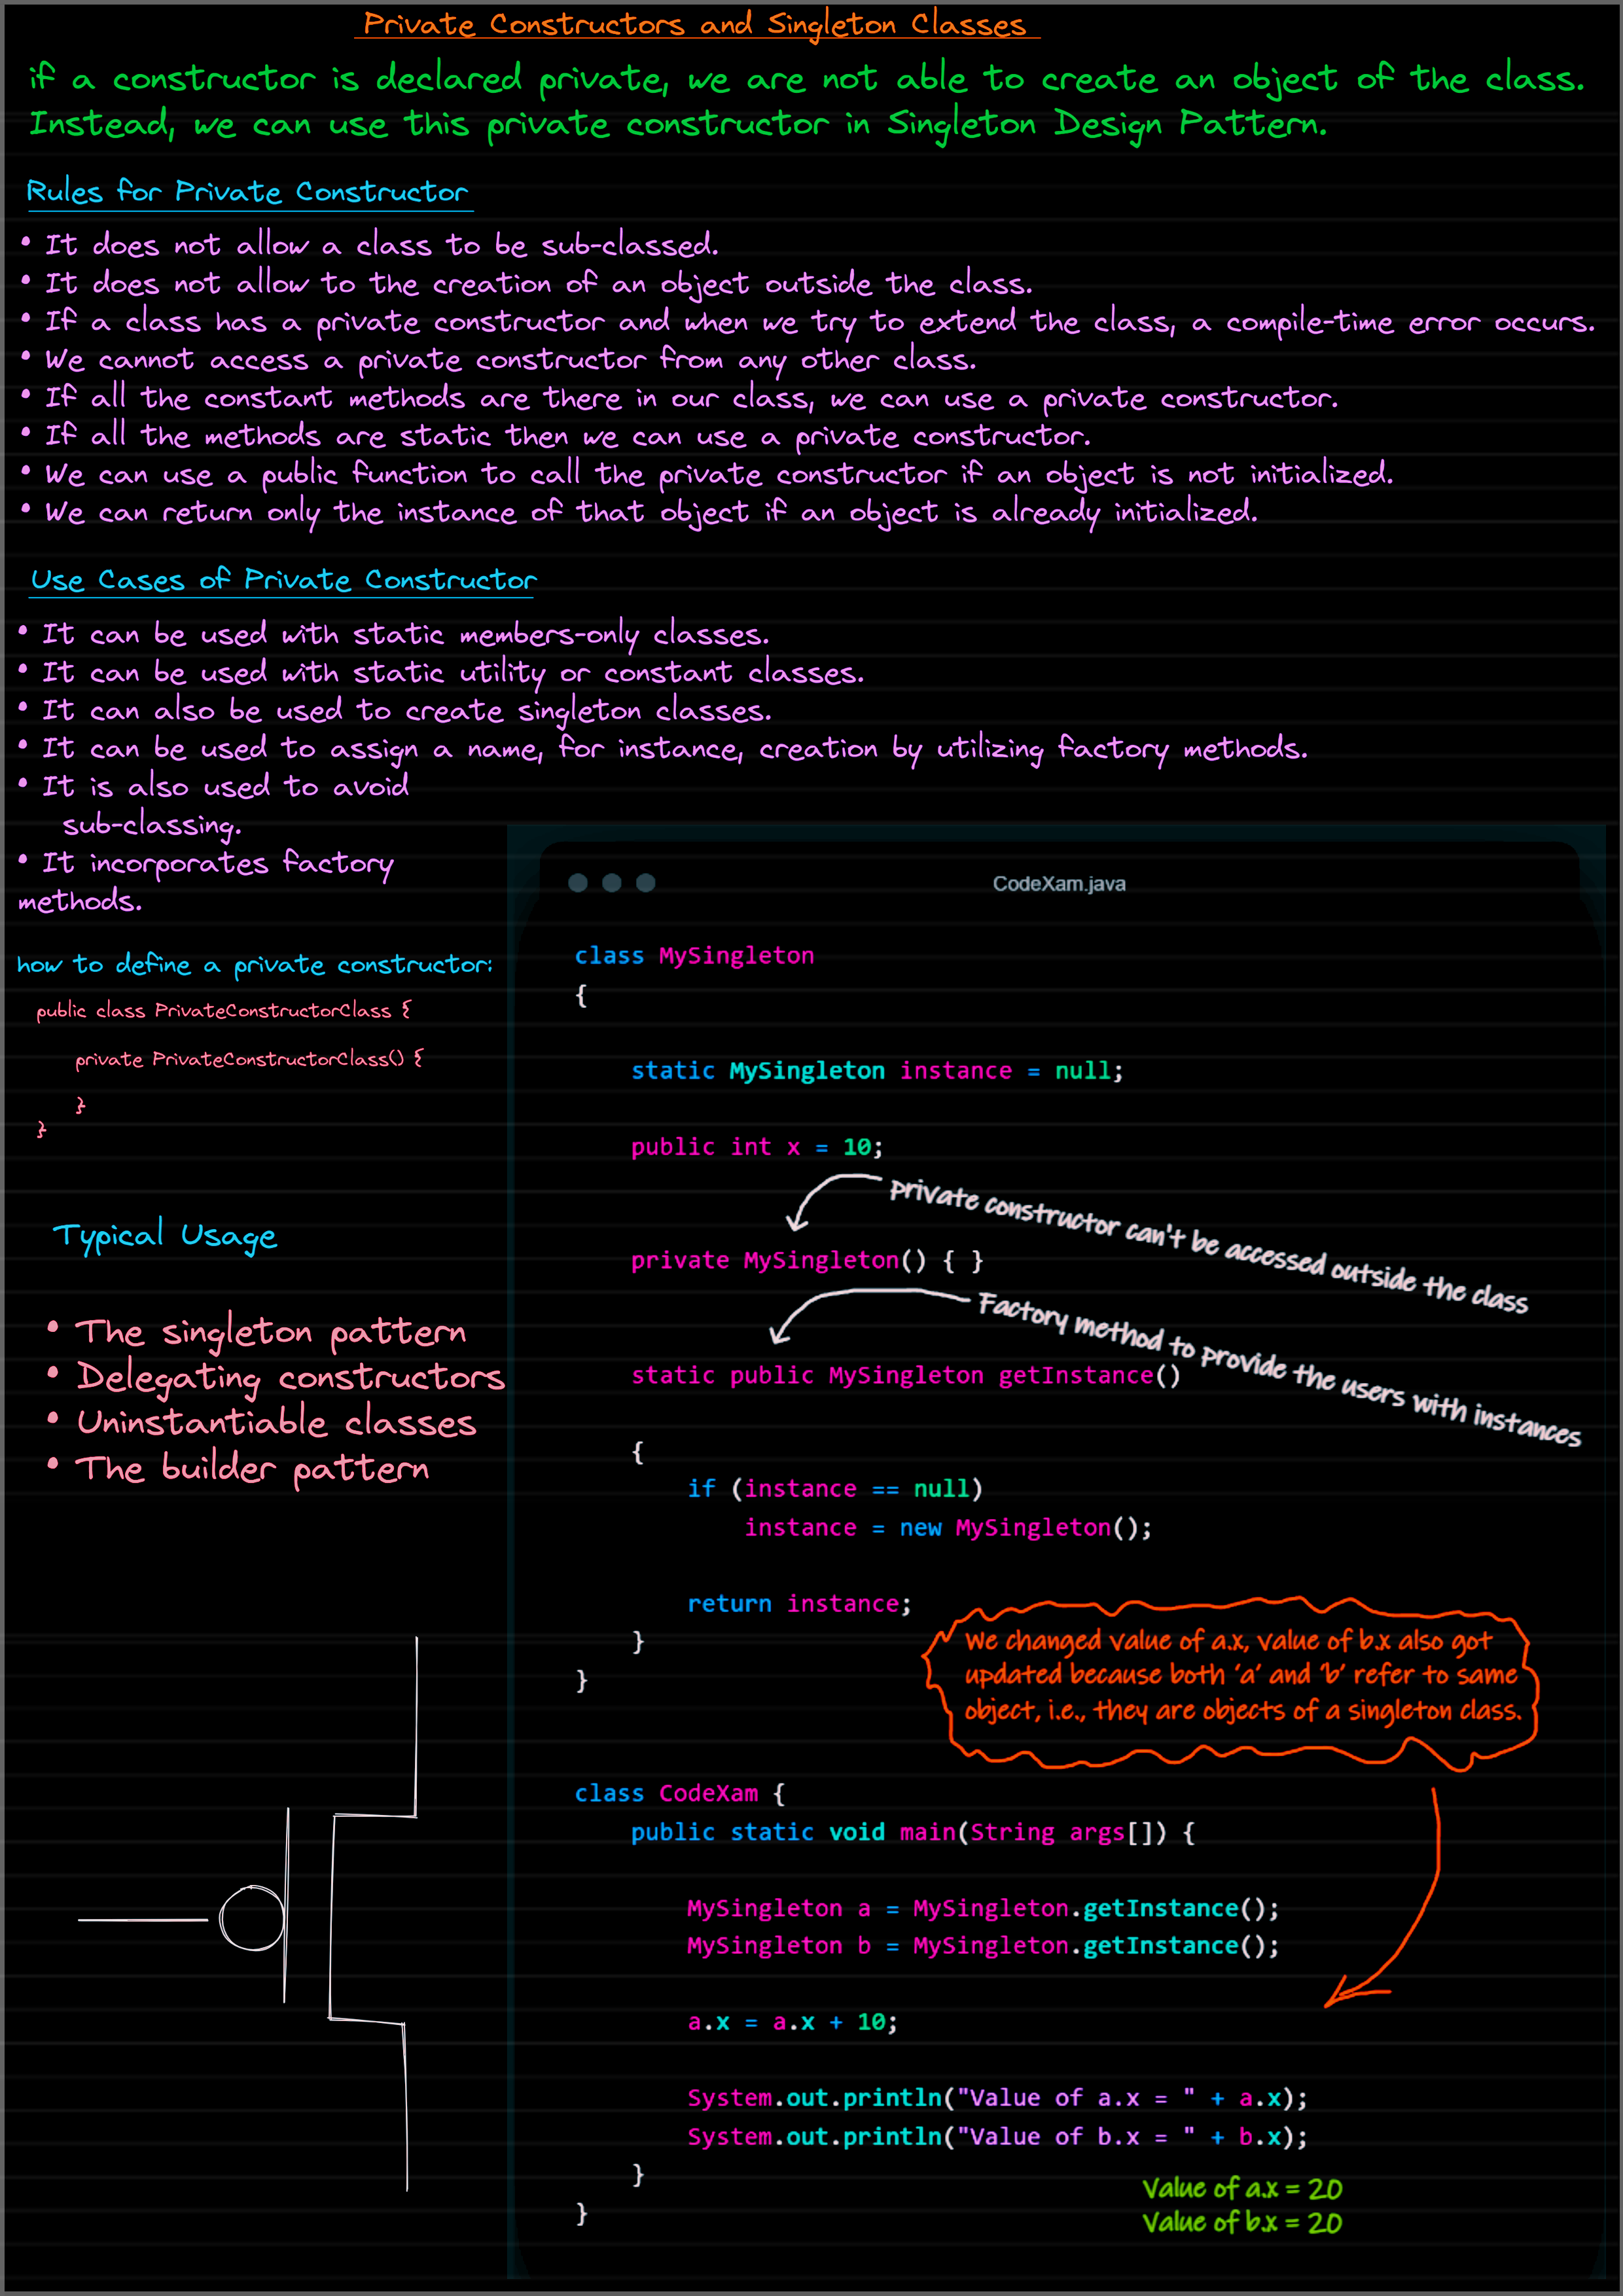 Private Constructors and Singleton Classes
if a constructor is declared private, we are not able to create an object of the class.
Instead, we can use this private constructor in Singleton Design Pattern.
Rules for Private Constructor
• It does not allow a class to be sub-classed.
• It does not allow to the creation of an object outside the class.
• If a class has a private constructor and when we try to extend the class, a compile-time error occurs.
• We cannot access a private constructor from any other class.
• If all the constant methods are there in our class, we can use a private constructor.
• If all the methods are static then we can use a private constructor.
• We can use a public function to call the private constructor if an object is not initialized.
• We can return only the instance of that object if an object is already initialized.
Use Cases of Private Constructor
• It can be used with static members-only classes.
• It can be used with static utility or constant classes.
• It can also be used to create singleton classes.
• It can be used to assign a name, for instance, creation by utilizing factory methods.
• It is also used to avoid
sub-classing.
• It incorporates factory
methods.
how to define a private constructor:
public class PrivateConstructorClass {
private PrivateConstructorClass() {
}
}
Typical Usage
• The singleton pattern
• Delegating constructors
• Uninstantiable classes
• The builder pattern
CodeXam.java
class MySingleton
{
static MySingleton instance = null;
public int x = 10;
private constructor can't be accessed outside the class
private MySingleton() { }
Factory method to provide the users with instances
static public MySingleton getInstance()
{
if (instance == null)
instance = new MySingleton();
return instance;
}
}
We changed value of a.x, value of b.x also got
updated because both 'a' and 'b' refer to same
object, i.e., they are objects of a singleton class.
class CodeXam {
public static void main(String args[]) {
MySingleton a = MySingleton.getInstance();
MySingleton b = MySingleton.getInstance();
a.x = a.x + 10;
System.out.println("Value of a.x = " + a.x);
System.out.println("Value of b.x = " + b.x);
}
}
Value of a.x = 20
Value of b.x = 20